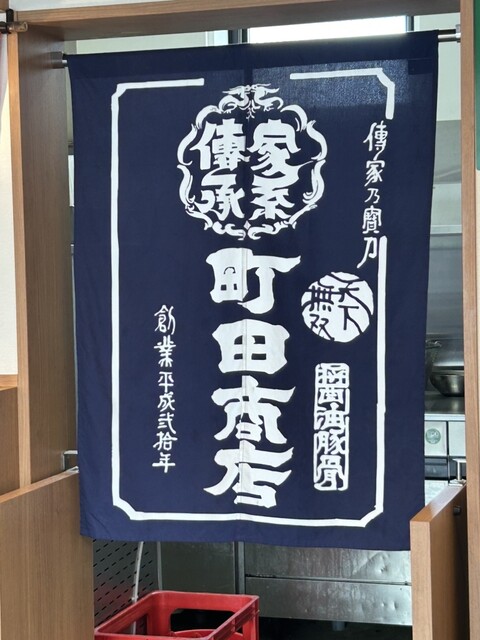 傳家乃寶刀
天下無双
醤油豚骨
家系
傳承
町田商店
創業平成弐拾年